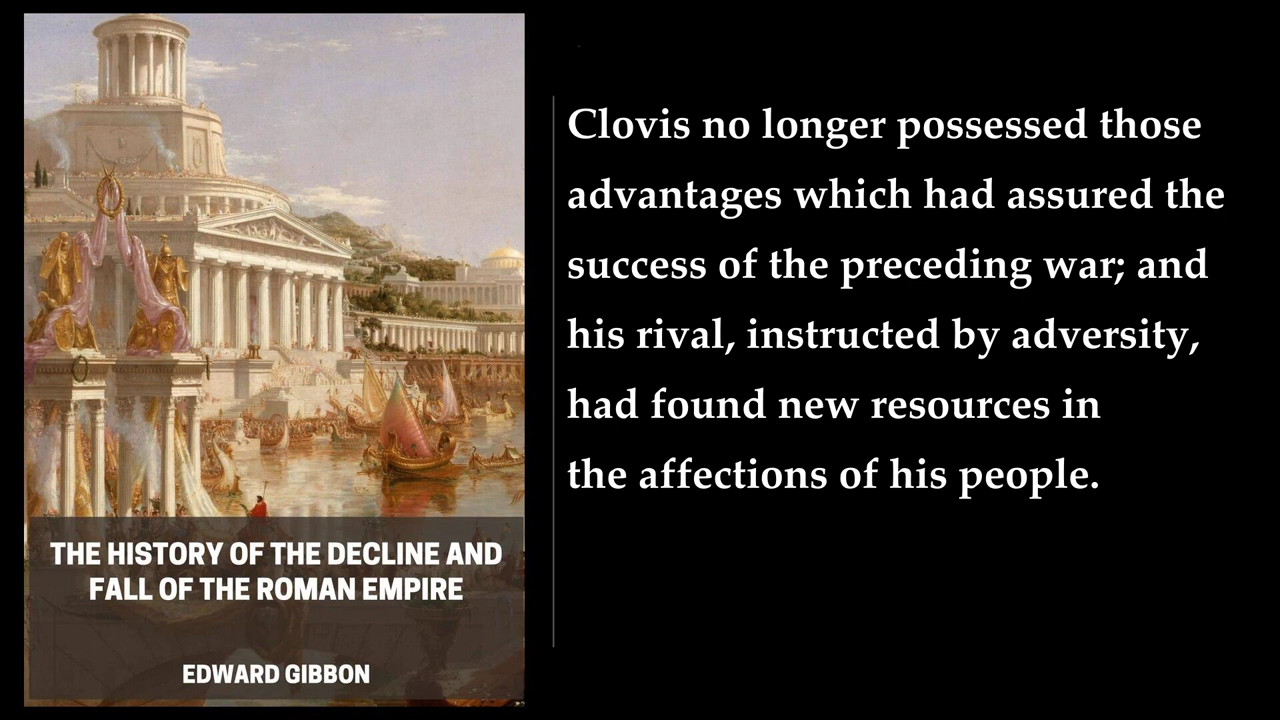 THE HISTORY OF THE DECLINE AND
FALL OF THE ROMAN EMPIRE
EDWARD GIBBON
Clovis no longer possessed those
advantages which had assured the
success of the preceding war; and
his rival, instructed by adversity,
had found new resources in
the affections of his people.